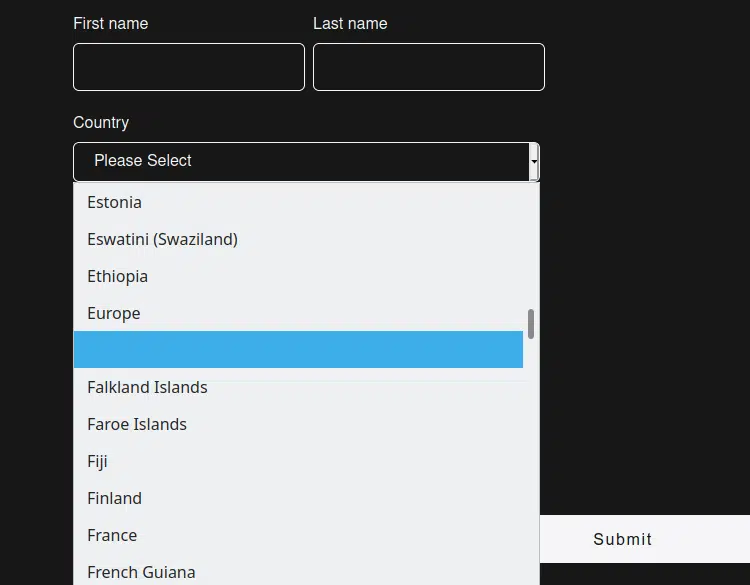 First name Last name
Country
Please Select
Estonia
Eswatini (Swaziland)
Ethiopia
Europe
Falkland Islands
Faroe Islands
Fiji
Finland
Submit
France
French Guiana